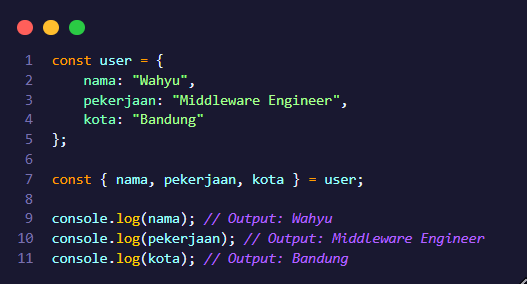 1 const user = {
2     nama: "Wahyu",
3     pekerjaan: "Middleware Engineer",
4     kota: "Bandung"
5 };
6
7 const { nama, pekerjaan, kota } = user;
8
9 console.log(nama); // Output: Wahyu
10 console.log(pekerjaan); // Output: Middleware Engineer
11 console.log(kota); // Output: Bandung